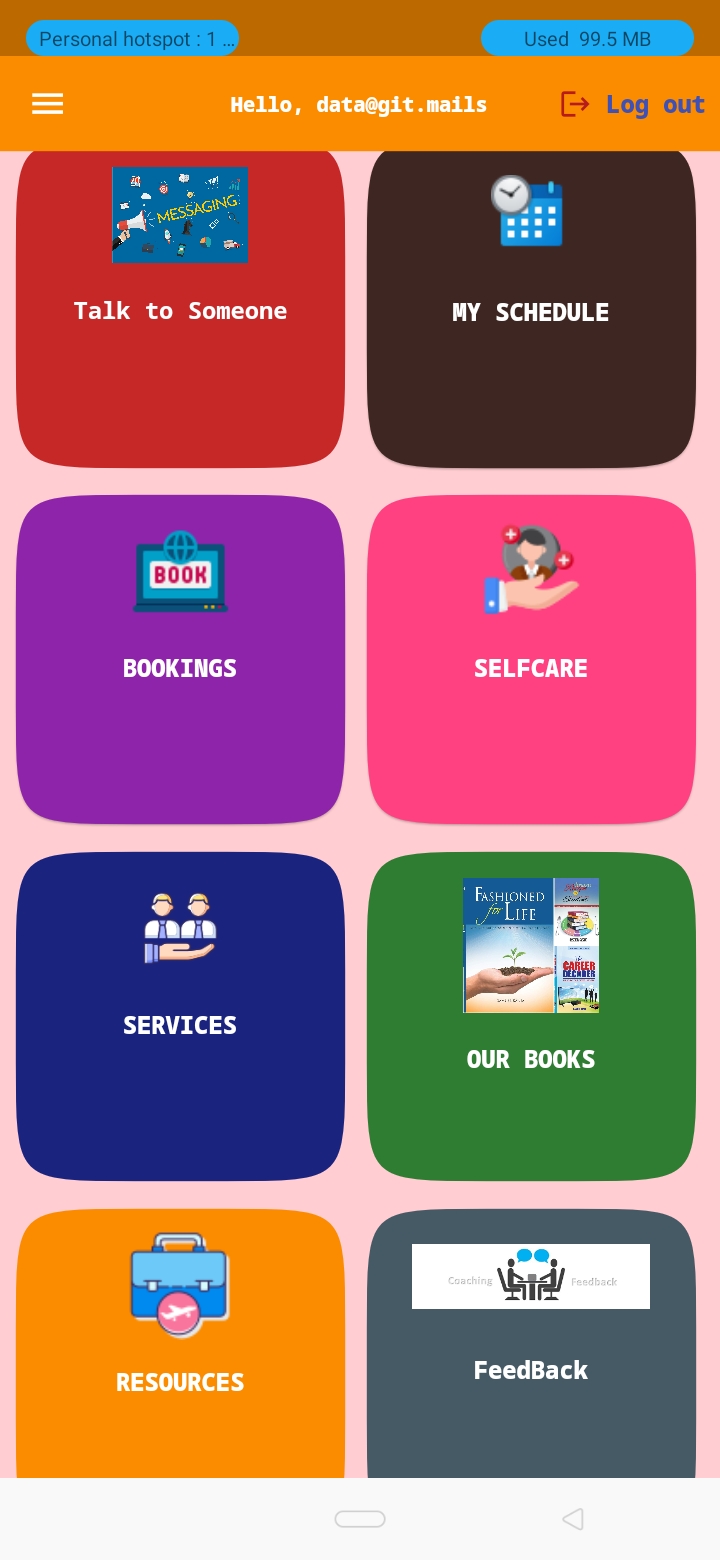 Personal hotspot : 1 ...
Used 99.5 MB
Hello, data@git.mails
Log out
MESSAGING
Talk to Someone
MY SCHEDULE
BOOK
BOOKINGS
SELFCARE
SERVICES
FASHIONED
for LIFE
CAREER
DECODER
OUR BOOKS
RESOURCES
Coaching
Feedback
FeedBack